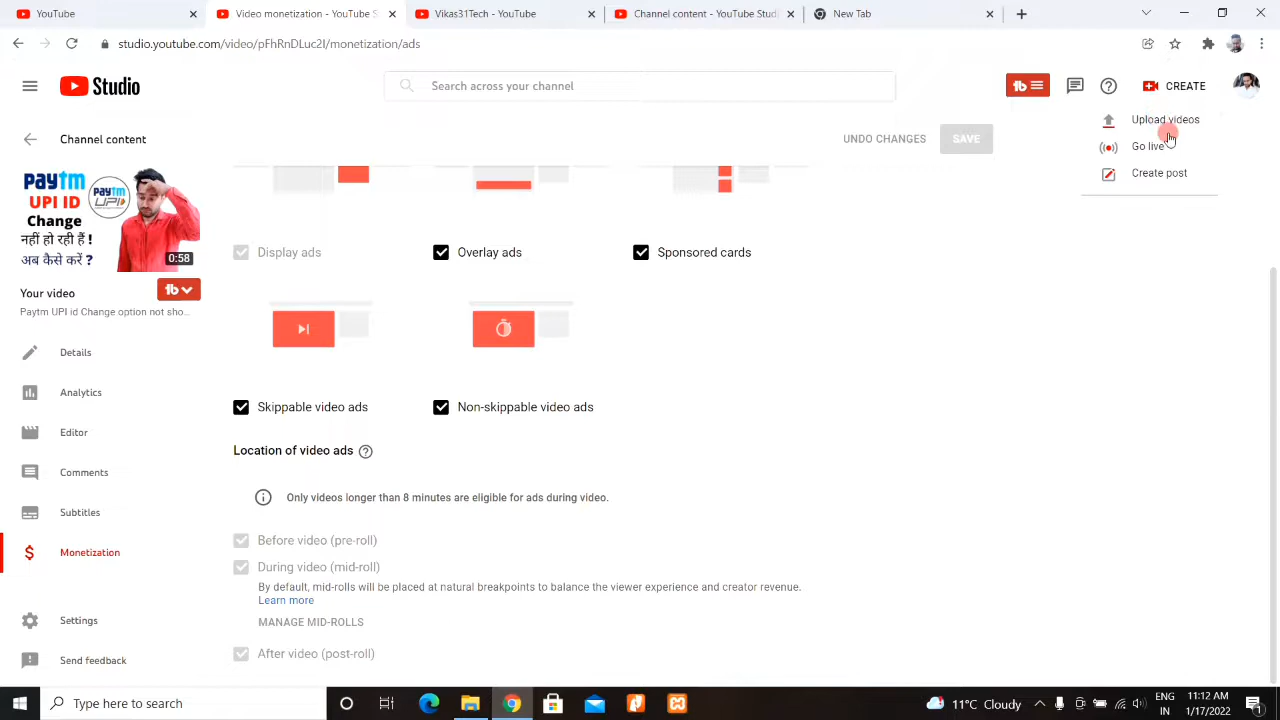 YouTube
Video monetization - YouTube S
Vikas31T - YouTube
Channel content - YouTube Studi
New Tab
studio.youtube.com/video/pFhRnDLuc2I/monetization/ads
Studio
Search across your channel
CREATE
Upload videos
Go live
Create post
Channel content
UNDO CHANGES
SAVE
paytm
UPI ID
Change
नहीं हो रही हैं !
अब कैसे करें ?
paytm
UPI
0:58
Your video
Paytm UPI id Change option not sho...
Details
Analytics
Editor
Comments
Subtitles
Monetization
Settings
Send feedback
Display ads
Overlay ads
Sponsored cards
Skippable video ads
Non-skippable video ads
Location of video ads
Only videos longer than 8 minutes are eligible for ads during video.
Before video (pre-roll)
During video (mid-roll)
By default, mid-rolls will be placed at natural breakpoints to balance the viewer experience and creator revenue.
Learn more
MANAGE MID-ROLLS
After video (post-roll)
Type here to search
11°C Cloudy
ENG
IN
11:12 AM
1/17/2022